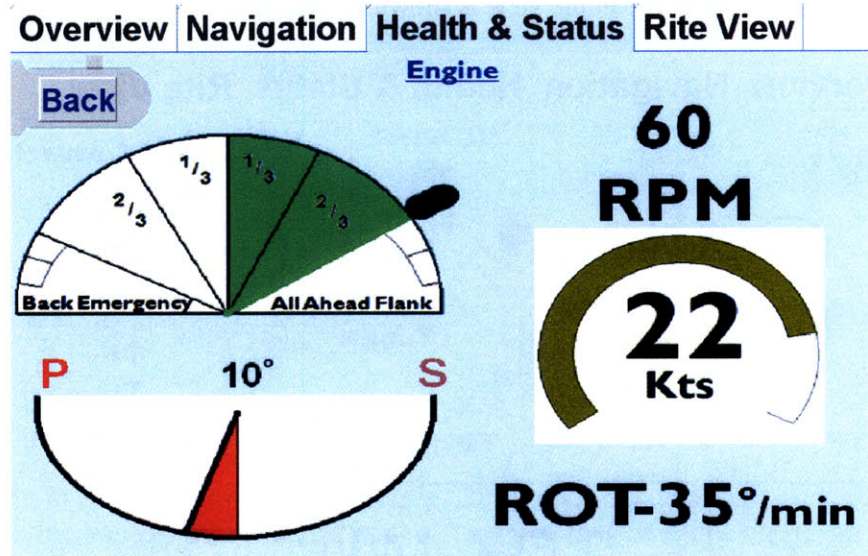 Overview Navigation Health & Status Rite View
Engine
Back
60
RPM
1/3 1/3
2/3 2/3
Back Emergency All Ahead Flank
22
Kts
P 10° S
ROT-35°/min